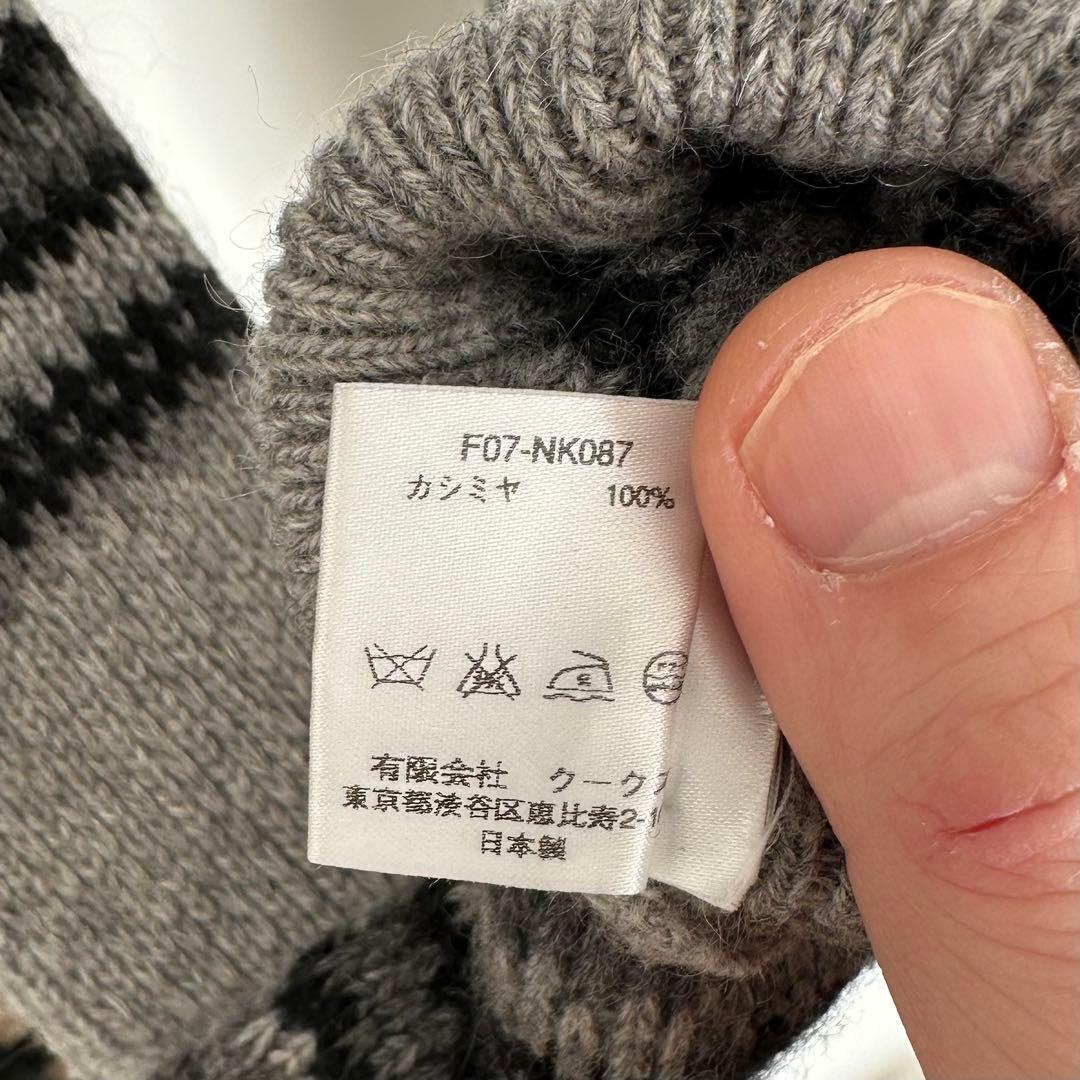 F07-NK087
カシミヤ 100%
有限会社 クーク
東京都渋谷区恵比寿2-1
日本製